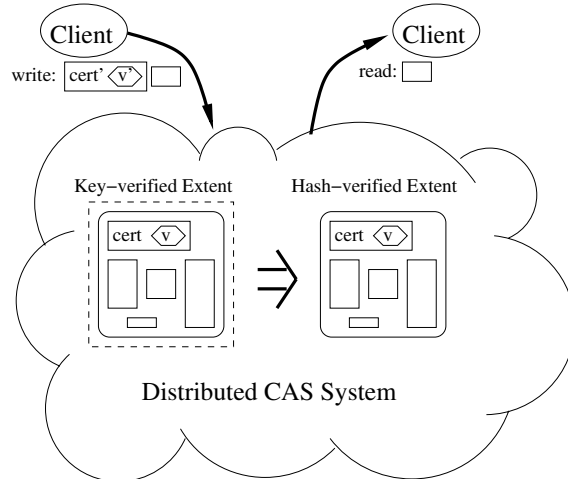 Client
Client
write: cert’ v’
read:
Key−verified Extent
Hash−verified Extent
cert v
cert v
Distributed CAS System